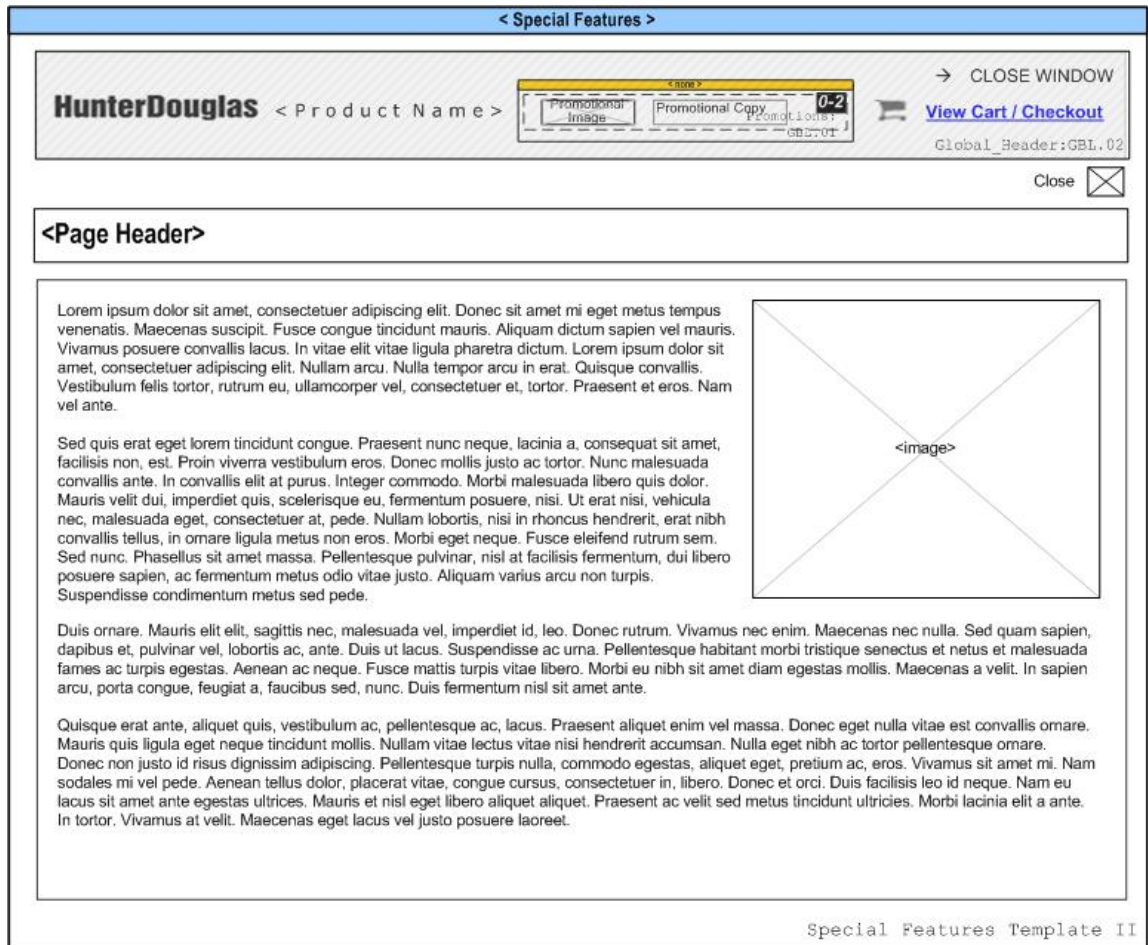 < Special Features >
HunterDouglas < Product Name >
< none >
Promotional
Image
Promotional Copy
0-2
Promotions:
GBL.01
→ CLOSE WINDOW
View Cart / Checkout
Global_Header:GBL.02
Close
<Page Header>
Lorem ipsum dolor sit amet, consectetuer adipiscing elit. Donec sit amet mi eget metus tempus
venenatis. Maecenas suscipit. Fusce congue tincidunt mauris. Aliquam dictum sapien vel mauris.
Vivamus posuere convallis lacus. In vitae elit vitae ligula pharetra dictum. Lorem ipsum dolor sit
amet, consectetuer adipiscing elit. Nullam arcu. Nulla tempor arcu in erat. Quisque convallis.
Vestibulum felis tortor, rutrum eu, ullamcorper vel, consectetuer et, tortor. Praesent et eros. Nam
vel ante.
Sed quis erat eget lorem tincidunt congue. Praesent nunc neque, lacinia a, consequat sit amet,
facilisis non, est. Proin viverra vestibulum eros. Donec mollis justo ac tortor. Nunc malesuada
convallis ante. In convallis elit at purus. Integer commodo. Morbi malesuada libero quis dolor.
Mauris velit dui, imperdiet quis, scelerisque eu, fermentum posuere, nisi. Ut erat nisi, vehicula
nec, malesuada eget, consectetuer at, pede. Nullam lobortis, nisi in rhoncus hendrerit, erat nibh
convallis tellus, in ornare ligula metus non eros. Morbi eget neque. Fusce eleifend rutrum sem.
Sed nunc. Phasellus sit amet massa. Pellentesque pulvinar, nisl at facilisis fermentum, dui libero
posuere sapien, ac fermentum metus odio vitae justo. Aliquam varius arcu non turpis.
Suspendisse condimentum metus sed pede.
<image>
Duis ornare. Mauris elit elit, sagittis nec, malesuada vel, imperdiet id, leo. Donec rutrum. Vivamus nec enim. Maecenas nec nulla. Sed quam sapien,
dapibus et, pulvinar vel, lobortis ac, ante. Duis ut lacus. Suspendisse ac urna. Pellentesque habitant morbi tristique senectus et netus et malesuada
fames ac turpis egestas. Aenean ac neque. Fusce mattis turpis vitae libero. Morbi eu nibh sit amet diam egestas mollis. Maecenas a velit. In sapien
arcu, porta congue, feugiat a, faucibus sed, nunc. Duis fermentum nisl sit amet ante.
Quisque erat ante, aliquet quis, vestibulum ac, pellentesque ac, lacus. Praesent aliquet enim vel massa. Donec eget nulla vitae est convallis ornare.
Mauris quis ligula eget neque tincidunt mollis. Nullam vitae lectus vitae nisi hendrerit accumsan. Nulla eget nibh ac tortor pellentesque ornare.
Donec non justo id risus dignissim adipiscing. Pellentesque turpis nulla, commodo egestas, aliquet eget, pretium ac, eros. Vivamus sit amet mi. Nam
sodales mi vel pede. Aenean tellus dolor, placerat vitae, congue cursus, consectetuer in, libero. Donec et orci. Duis facilisis leo id neque. Nam eu
lacus sit amet ante egestas ultrices. Mauris et nisl eget libero aliquet aliquet. Praesent ac velit sed metus tincidunt ultricies. Morbi lacinia elit a ante.
In tortor. Vivamus at velit. Maecenas eget lacus vel justo posuere laoreet.
Special Features Template II